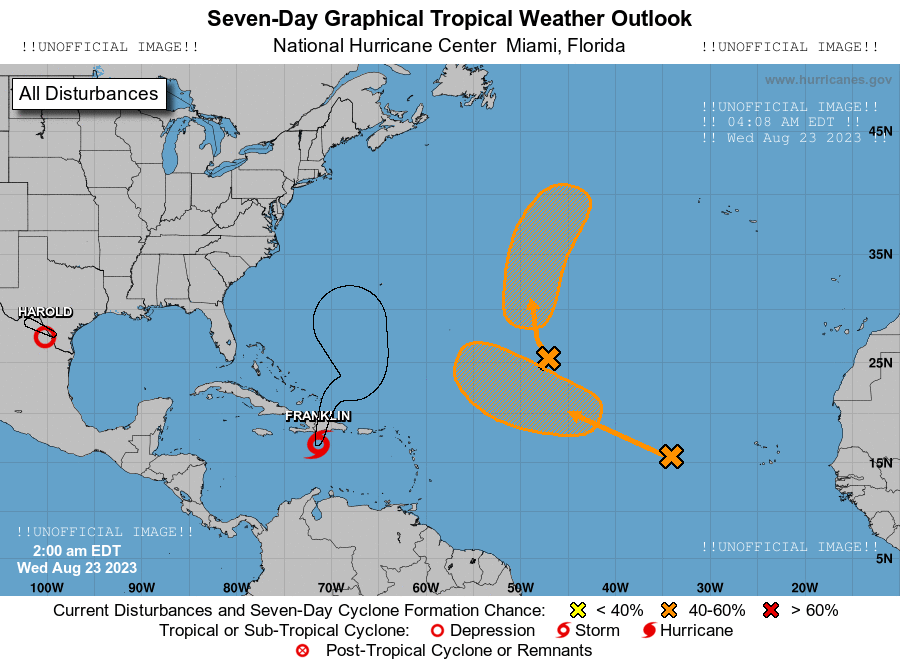 Seven-Day Graphical Tropical Weather Outlook
!!UNOFFICIAL IMAGE!! National Hurricane Center  Miami, Florida !!UNOFFICIAL IMAGE!!
All Disturbances
www.hurricanes.gov
!!UNOFFICIAL IMAGE!!
!! 04:08 AM EDT !!
!! Wed Aug 23 2023 !!
45N
35N
HAROLD
25N
FRANKLIN
15N
!!UNOFFICIAL IMAGE!!
2:00 am EDT
Wed Aug 23 2023
!!UNOFFICIAL IMAGE!!
5N
100W 90W 80W 70W 60W 50W 40W 30W 20W
Current Disturbances and Seven-Day Cyclone Formation Chance: < 40% 40-60% > 60%
Tropical or Sub-Tropical Cyclone: Depression Storm Hurricane
Post-Tropical Cyclone or Remnants